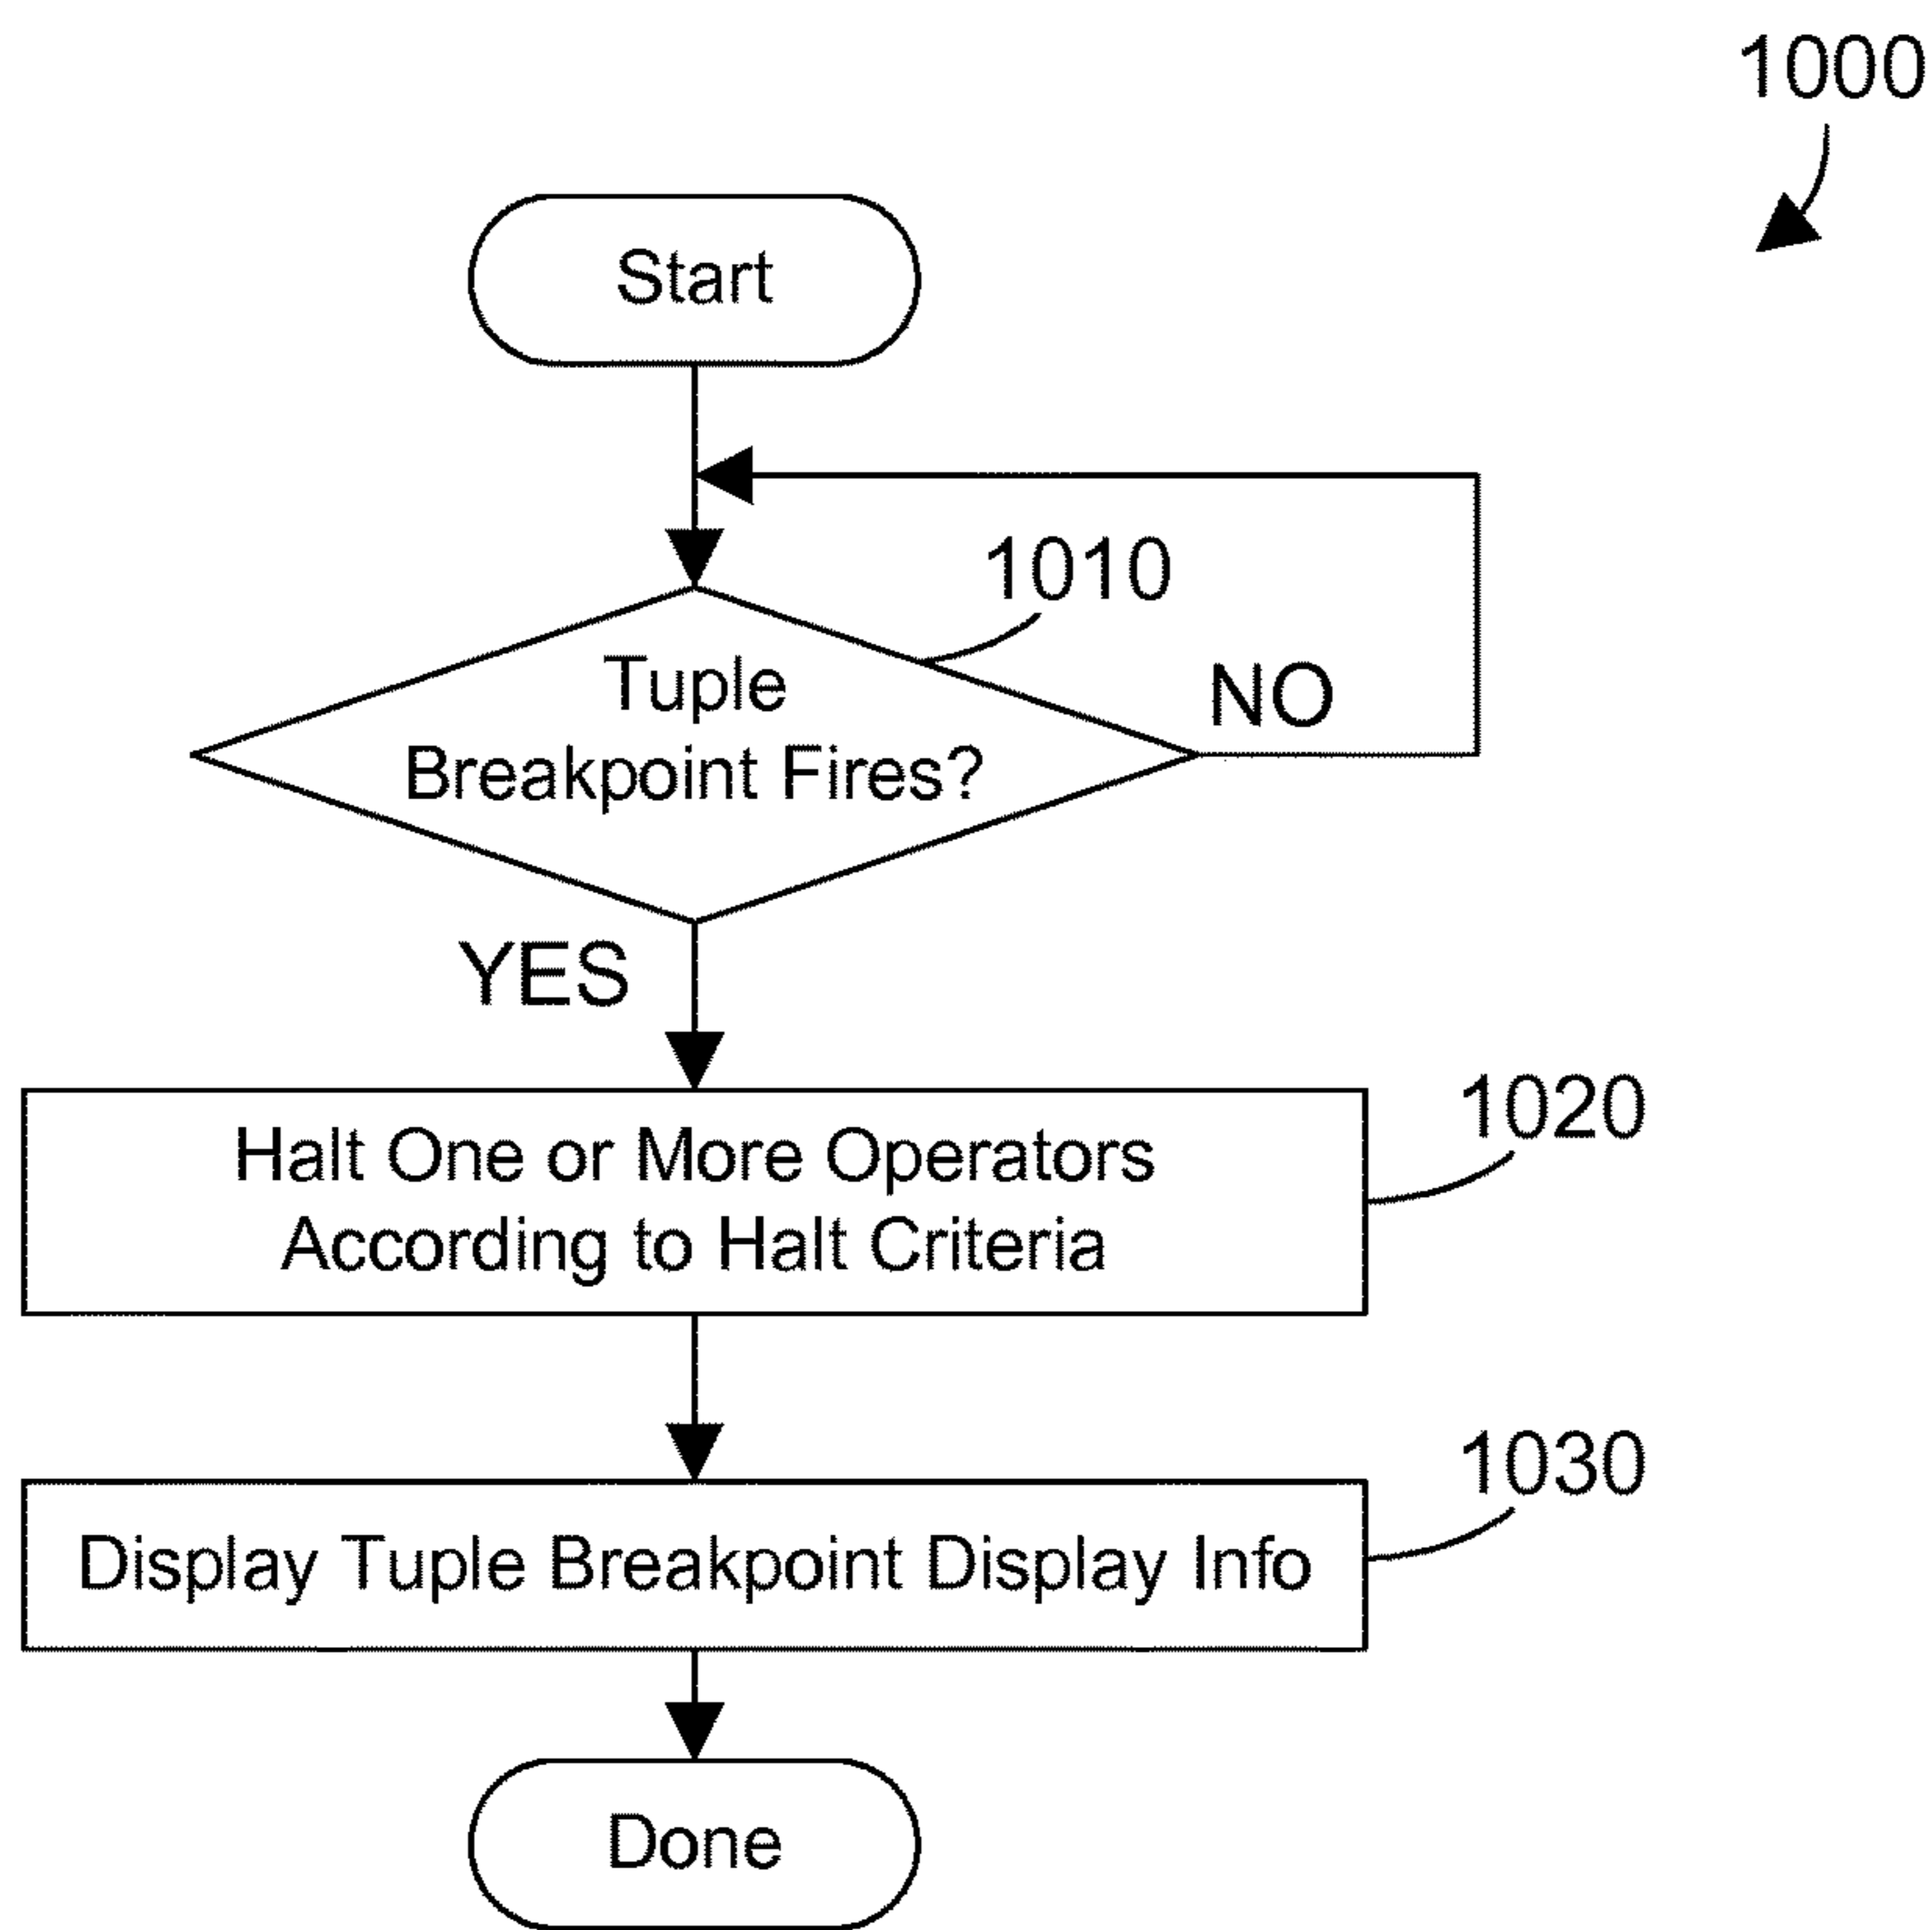 1000
Start
1010
Tuple
Breakpoint Fires?
NO
YES
1020
Halt One or More Operators
According to Halt Criteria
1030
Display Tuple Breakpoint Display Info
Done